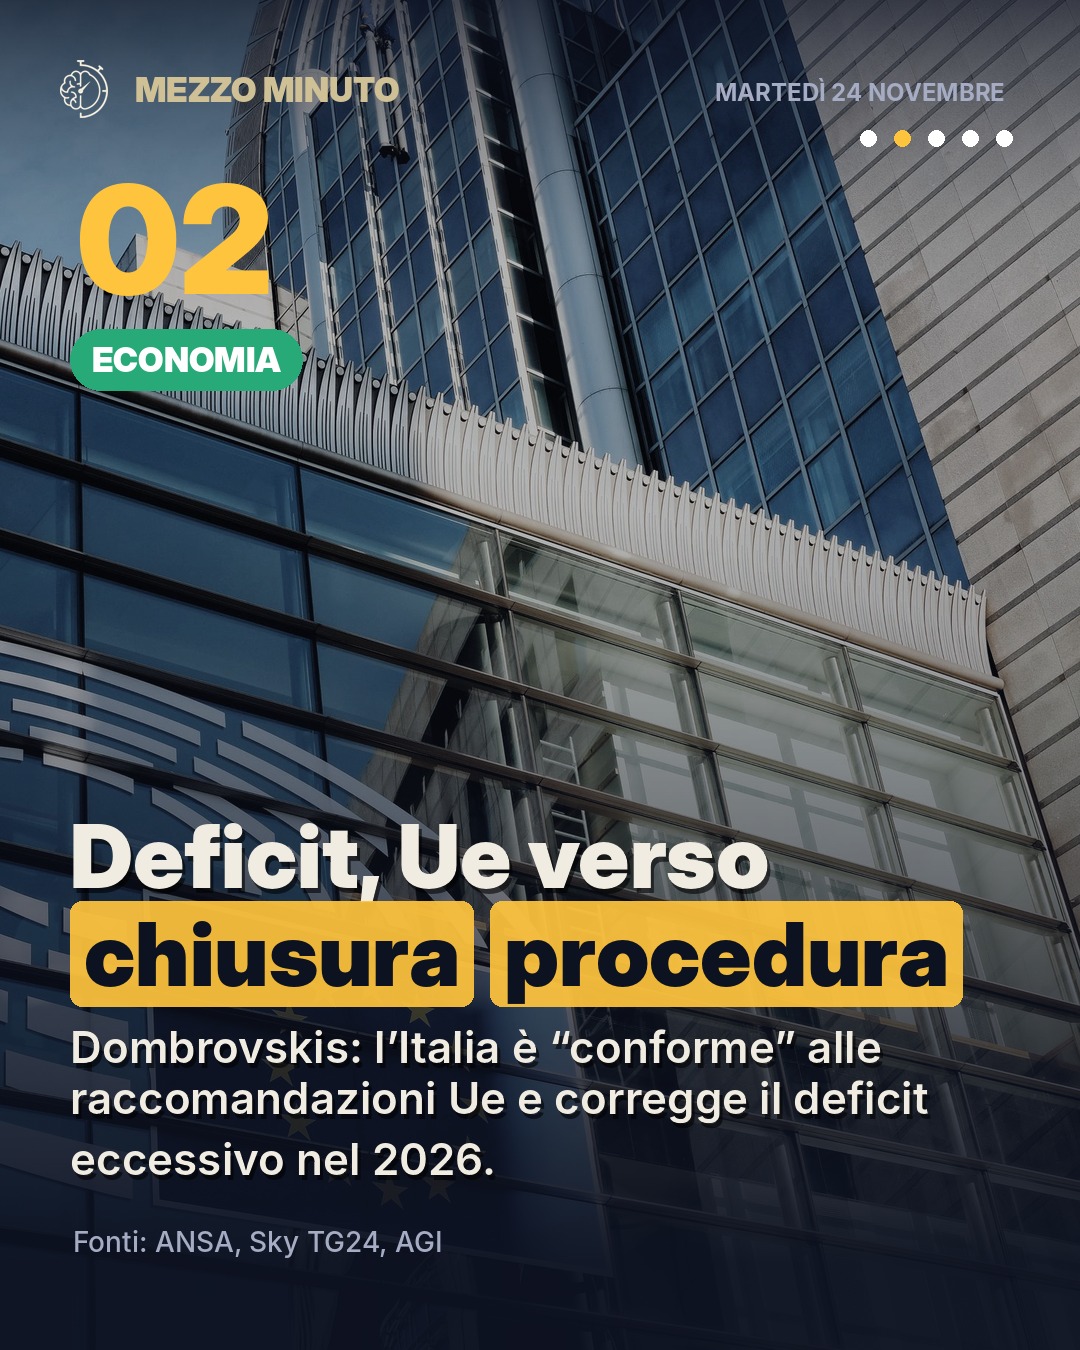 MEZZO MINUTO
MARTEDÌ 24 NOVEMBRE
02
ECONOMIA
Deficit, Ue verso
chiusura procedura
Dombrovskis: l’Italia è “conforme” alle
raccomandazioni Ue e corregge il deficit
eccessivo nel 2026.
Fonti: ANSA, Sky TG24, AGI